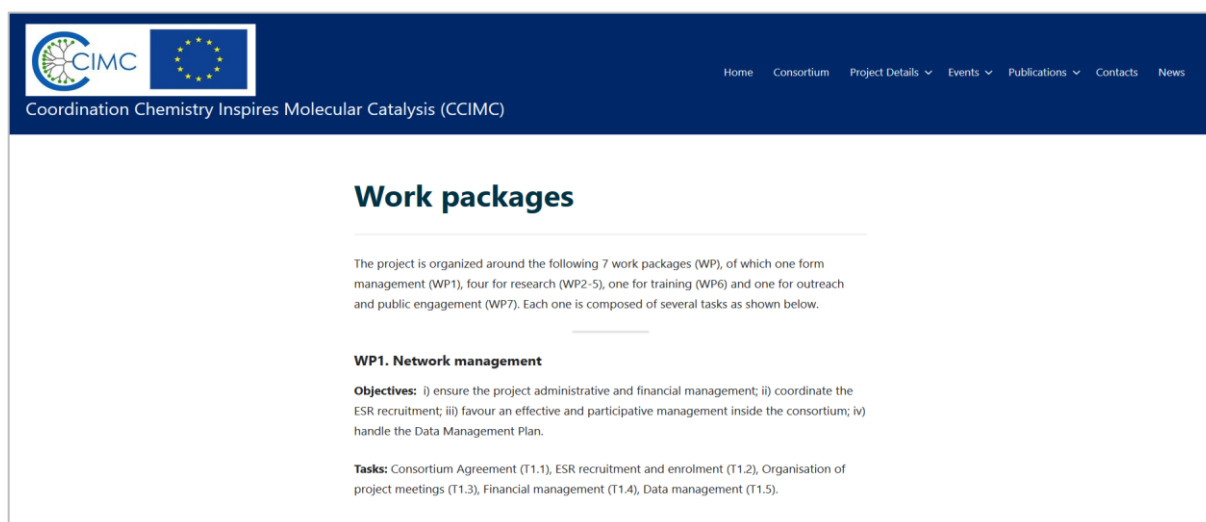 CCIMC
Home Consortium Project Details Events Publications Contacts News
Coordination Chemistry Inspires Molecular Catalysis (CCIMC)
Work packages
The project is organized around the following 7 work packages (WP), of which one form
management (WP1), four for research (WP2-5), one for training (WP6) and one for outreach
and public engagement (WP7). Each one is composed of several tasks as shown below.
WP1. Network management
Objectives: i) ensure the project administrative and financial management; ii) coordinate the
ESR recruitment; iii) favour an effective and participative management inside the consortium; iv)
handle the Data Management Plan.
Tasks: Consortium Agreement (T1.1), ESR recruitment and enrolment (T1.2), Organisation of
project meetings (T1.3), Financial management (T1.4), Data management (T1.5).